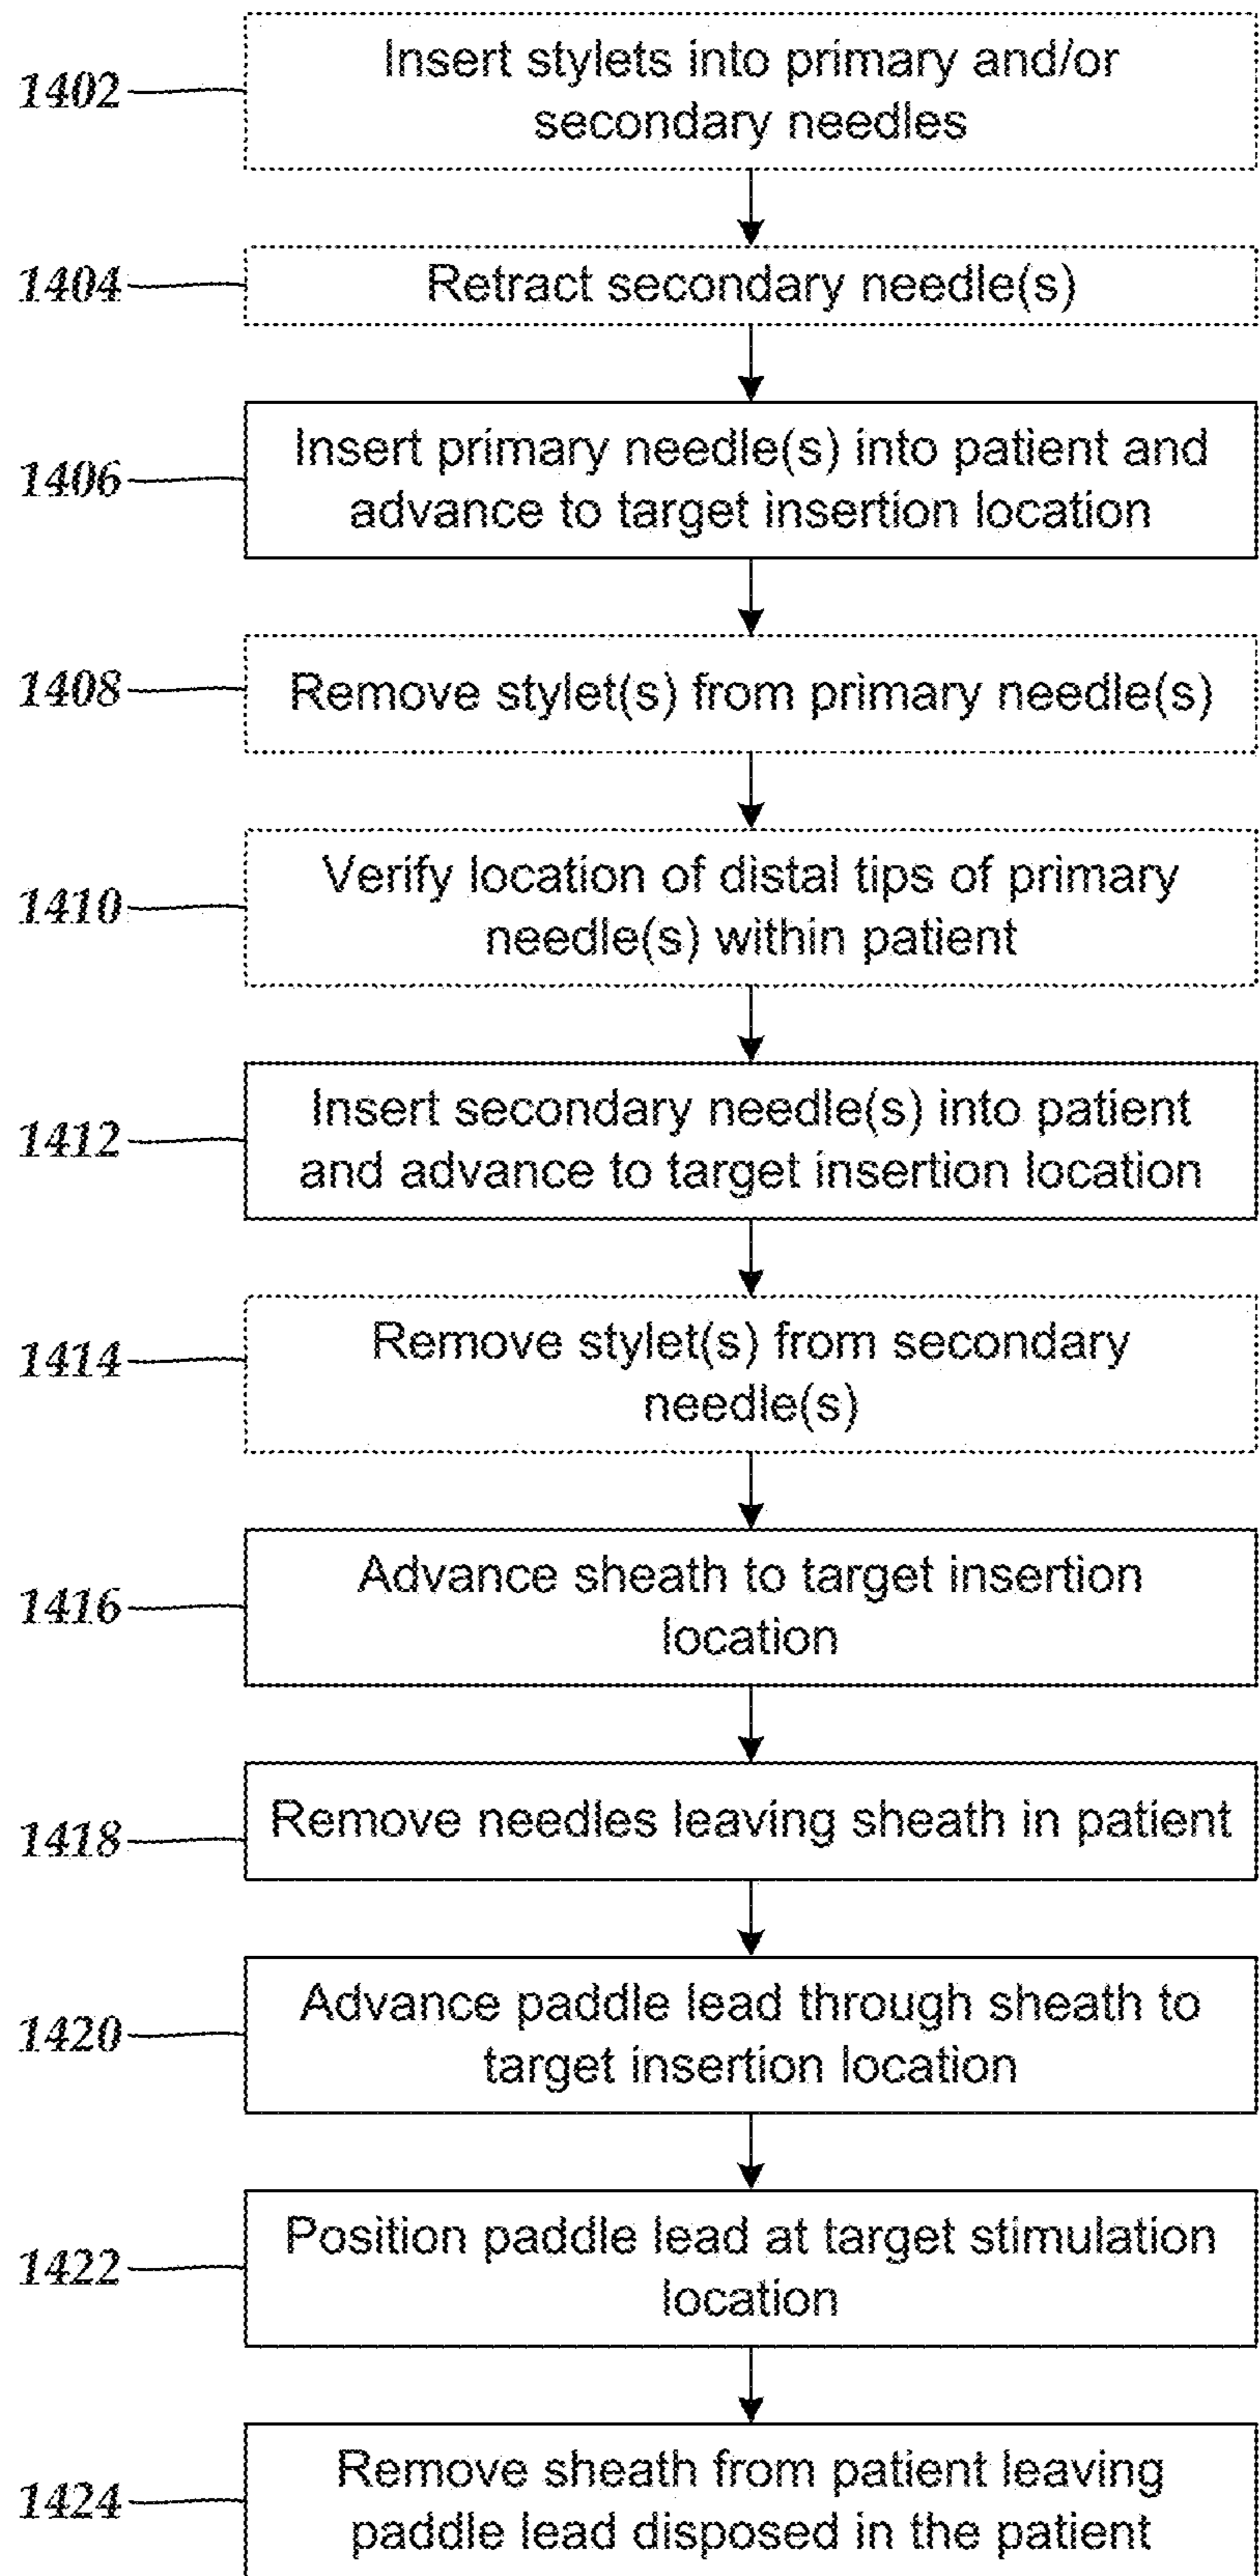 1402
Insert stylets into primary and/or
secondary needles
1404
Retract secondary needle(s)
1406
Insert primary needle(s) into patient and
advance to target insertion location
1408
Remove stylet(s) from primary needle(s)
1410
Verify location of distal tips of primary
needle(s) within patient
1412
Insert secondary needle(s) into patient
and advance to target insertion location
1414
Remove stylet(s) from secondary
needle(s)
1416
Advance sheath to target insertion
location
1418
Remove needles leaving sheath in patient
1420
Advance paddle lead through sheath to
target insertion location
1422
Position paddle lead at target stimulation
location
1424
Remove sheath from patient leaving
paddle lead disposed in the patient